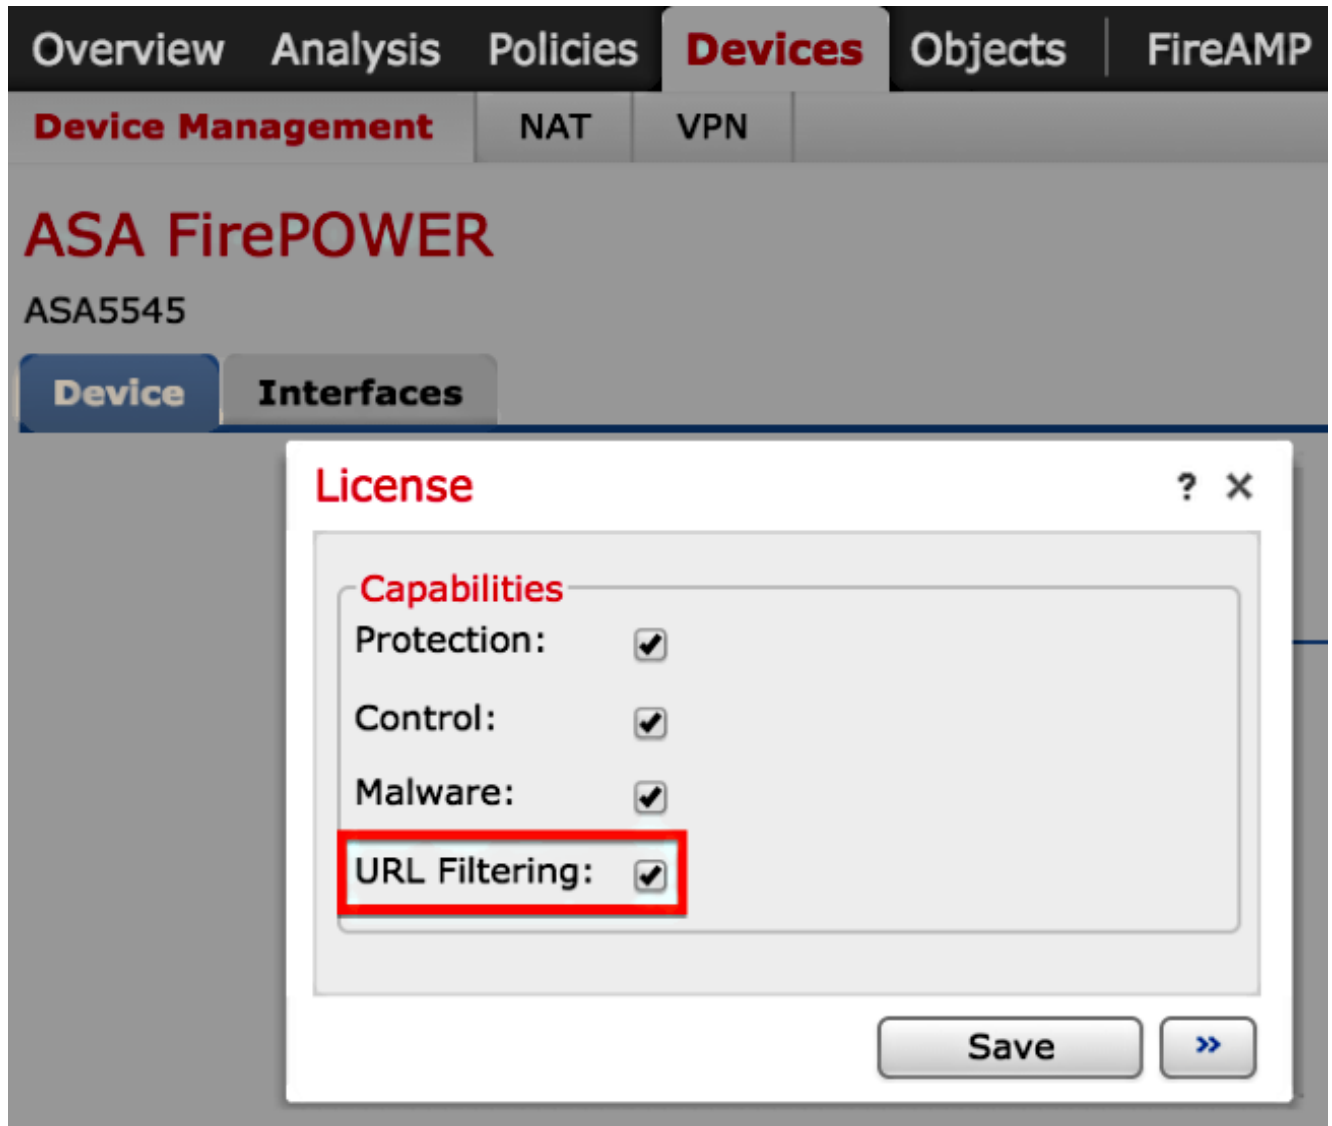 Overview Analysis Policies Devices Objects FireAMP
Device Management NAT VPN
ASA FirePOWER
ASA5545
Device Interfaces
License ? ×
Capabilities
Protection:
Control:
Malware:
URL Filtering:
Save »